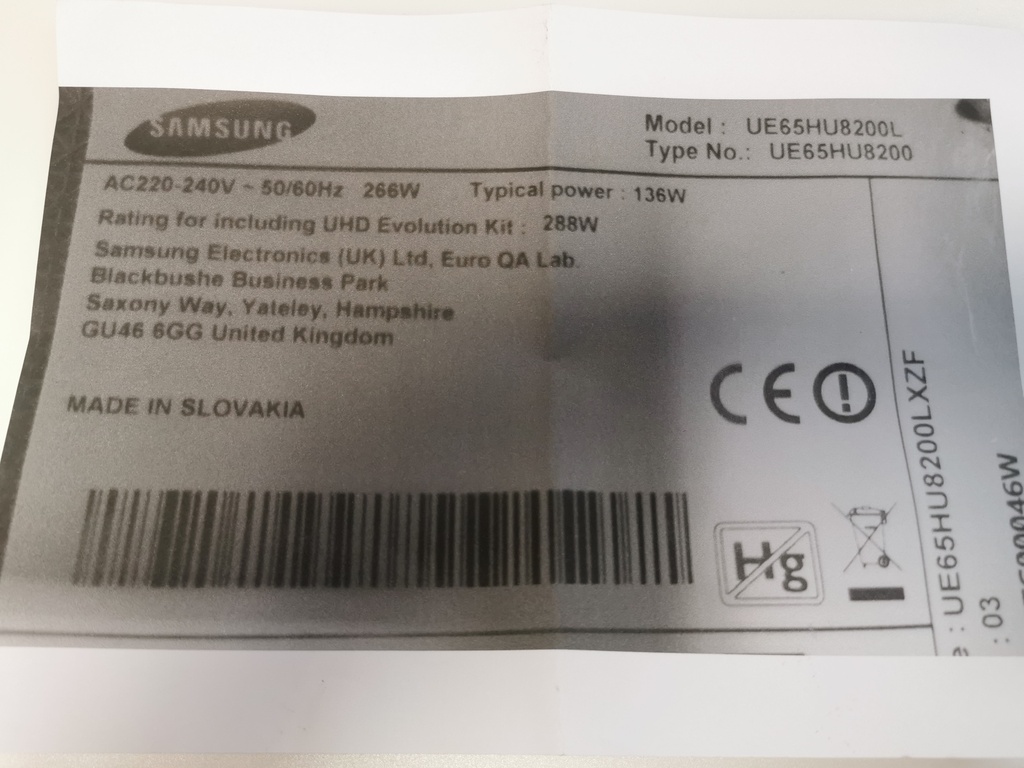 SAMSUNG
Model : UE65HU8200L
Type No.: UE65HU8200
AC220-240V ~ 50/60Hz 266W Typical power : 136W
Rating for including UHD Evolution Kit : 288W
Samsung Electronics (UK) Ltd, Euro QA Lab.
Blackbushe Business Park
Saxony Way, Yateley, Hampshire
GU46 6GG United Kingdom
MADE IN SLOVAKIA
CE
Hg
: UE65HU8200LXZF
: 03